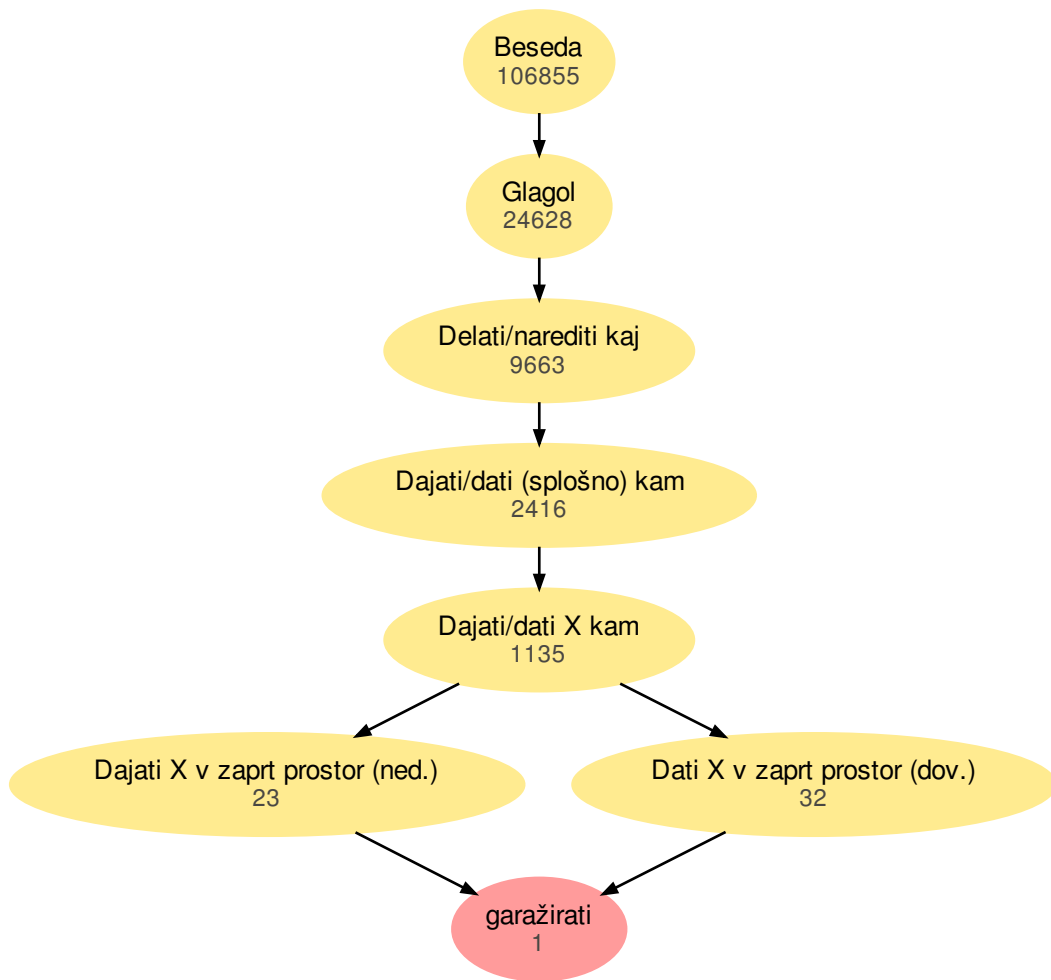 Beseda
106855
Glagol
24628
Delati/narediti kaj
9663
Dajati/dati (splošno) kam
2416
Dajati/dati X kam
1135
Dajati X v zaprt prostor (ned.)
23
Dati X v zaprt prostor (dov.)
32
garažirati
1